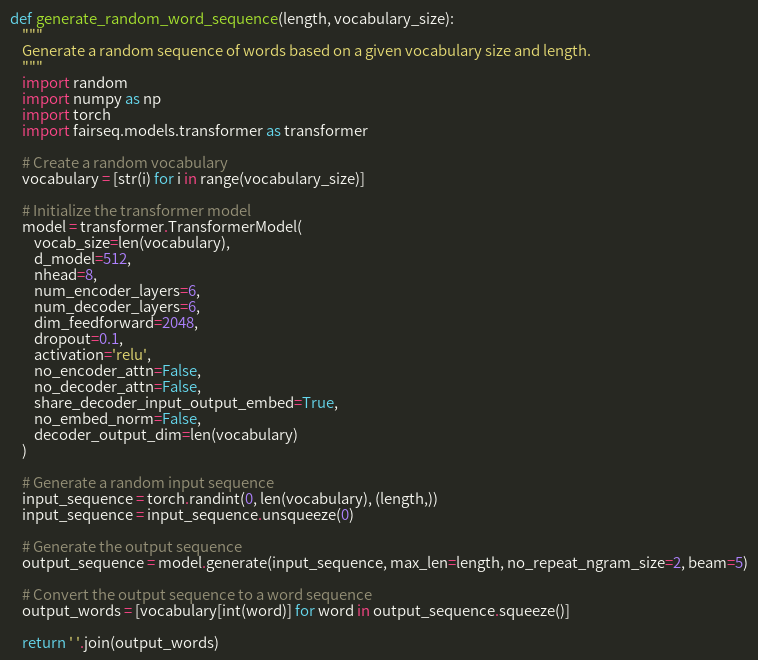 def generate_random_word_sequence(length, vocabulary_size):
"""
Generate a random sequence of words based on a given vocabulary size and length.
"""
import random
import numpy as np
import torch
import fairseq.models.transformer as transformer
# Create a random vocabulary
vocabulary = [str(i) for i in range(vocabulary_size)]
# Initialize the transformer model
model = transformer.TransformerModel(
vocab_size=len(vocabulary),
d_model=512,
nhead=8,
num_encoder_layers=6,
num_decoder_layers=6,
dim_feedforward=2048,
dropout=0.1,
activation='relu',
no_encoder_attn=False,
no_decoder_attn=False,
share_decoder_input_output_embed=True,
no_embed_norm=False,
decoder_output_dim=len(vocabulary)
)
# Generate a random input sequence
input_sequence = torch.randint(0, len(vocabulary), (length,))
input_sequence = input_sequence.unsqueeze(0)
# Generate the output sequence
output_sequence = model.generate(input_sequence, max_len=length, no_repeat_ngram_size=2, beam=5)
# Convert the output sequence to a word sequence
output_words = [vocabulary[int(word)] for word in output_sequence.squeeze()]
return ' '.join(output_words)